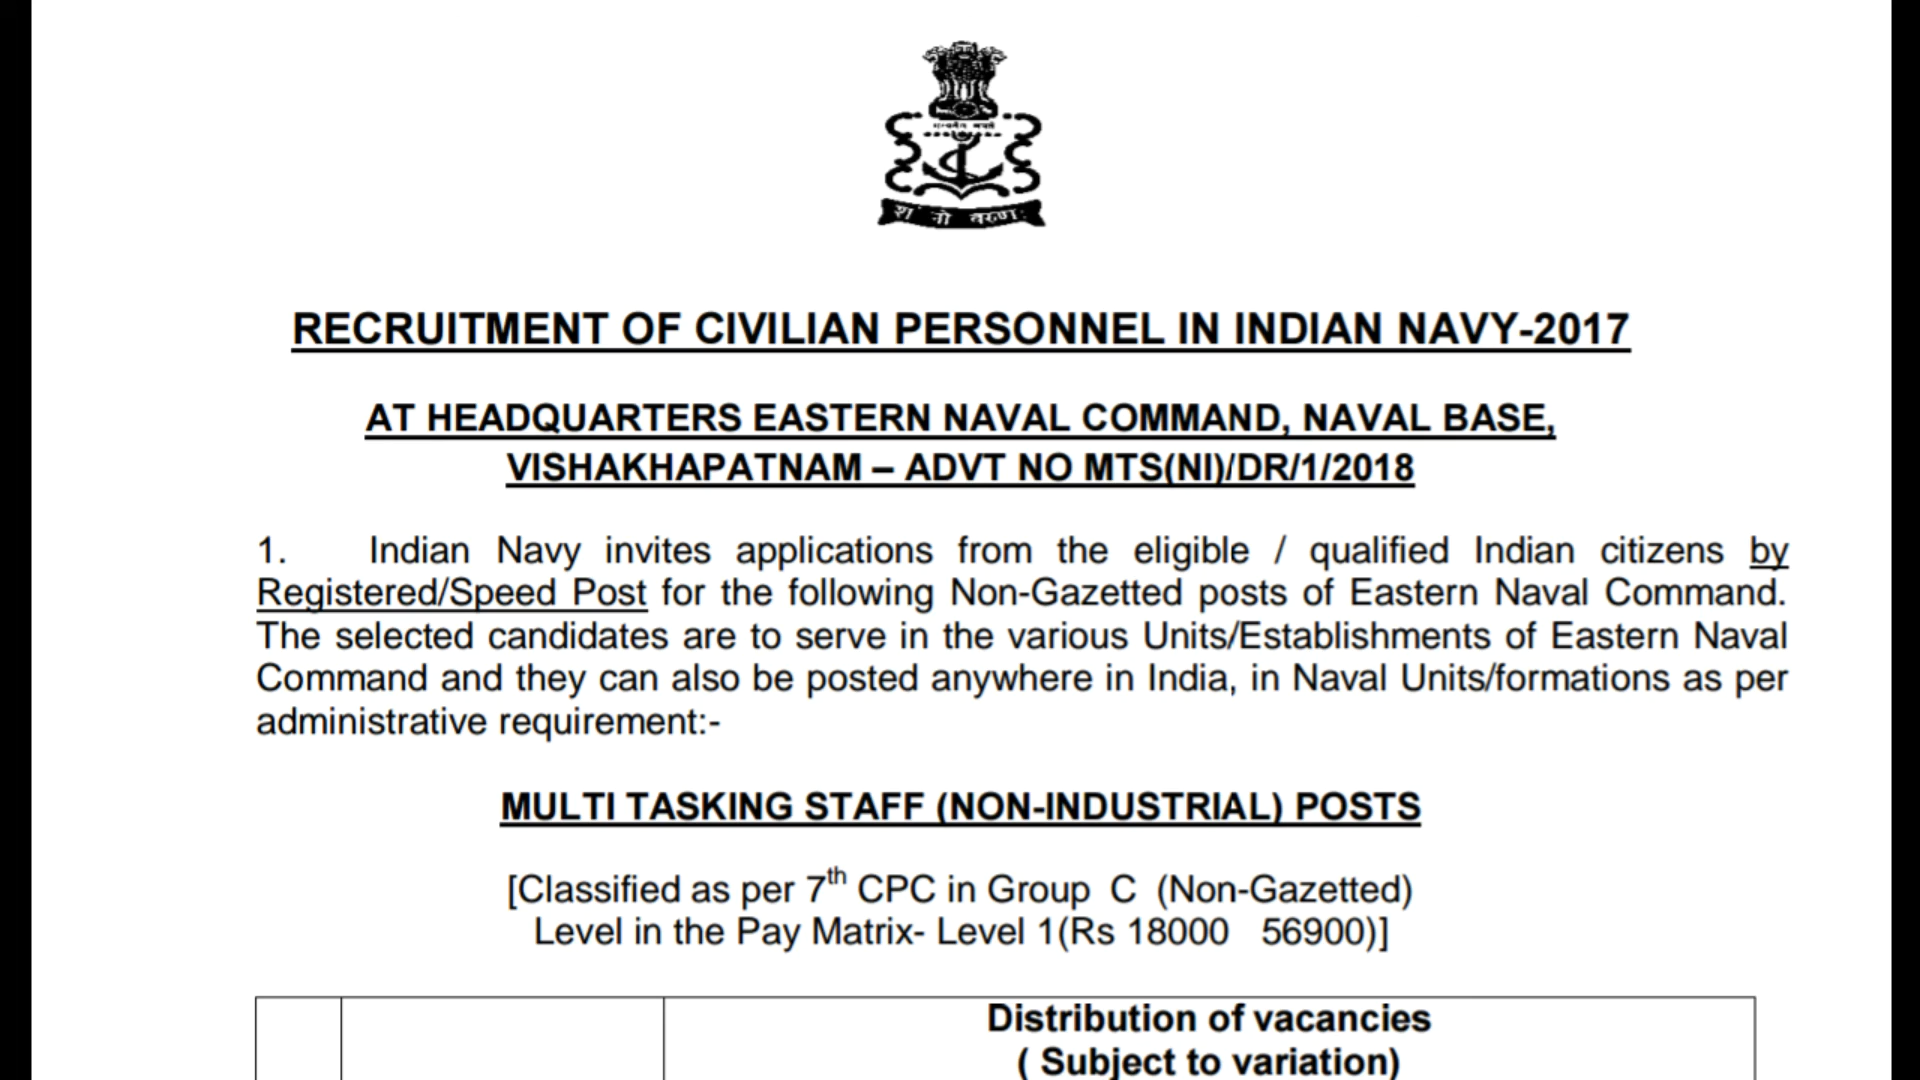 श नो वरुणः
RECRUITMENT OF CIVILIAN PERSONNEL IN INDIAN NAVY-2017
AT HEADQUARTERS EASTERN NAVAL COMMAND, NAVAL BASE,
VISHAKHAPATNAM – ADVT NO MTS(NI)/DR/1/2018
1. Indian Navy invites applications from the eligible / qualified Indian citizens by
Registered/Speed Post for the following Non-Gazetted posts of Eastern Naval Command.
The selected candidates are to serve in the various Units/Establishments of Eastern Naval
Command and they can also be posted anywhere in India, in Naval Units/formations as per
administrative requirement:-
MULTI TASKING STAFF (NON-INDUSTRIAL) POSTS
[Classified as per 7th CPC in Group C (Non-Gazetted)
Level in the Pay Matrix- Level 1(Rs 18000 56900)]
Distribution of vacancies
( Subject to variation)